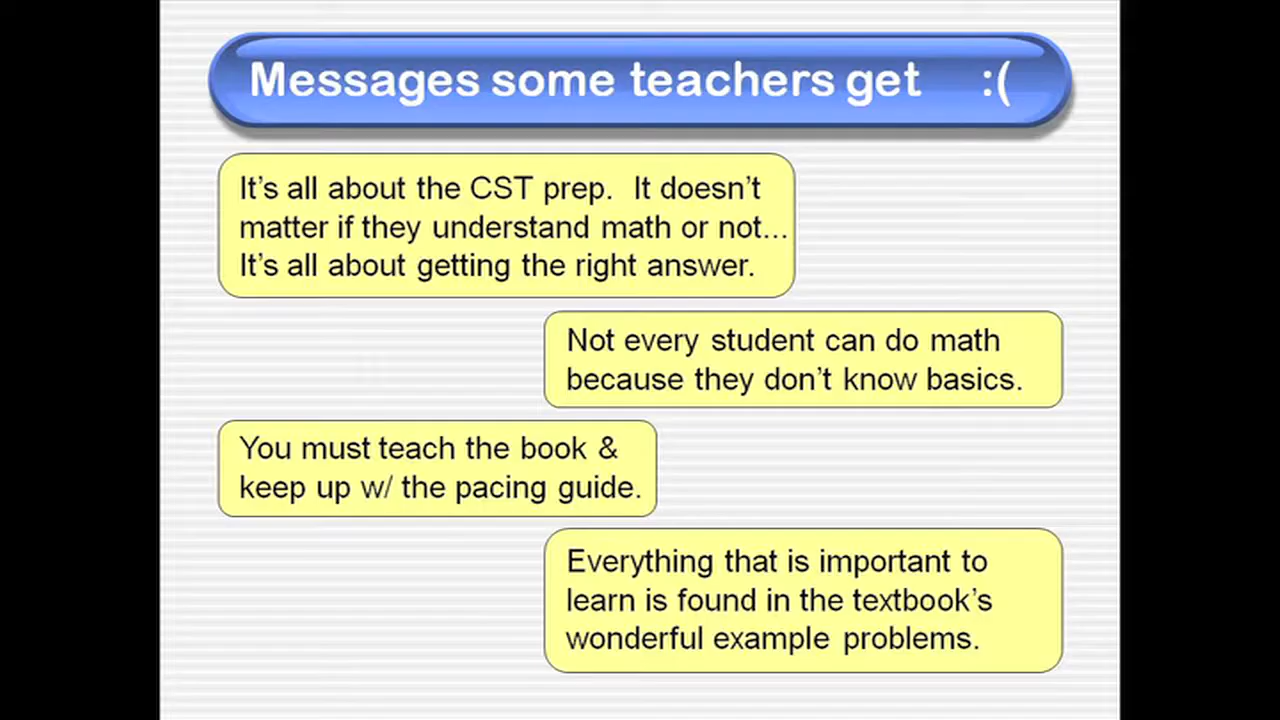 Messages some teachers get :(
It's all about the CST prep. It doesn't
matter if they understand math or not...
It's all about getting the right answer.
Not every student can do math
because they don't know basics.
You must teach the book &
keep up w/ the pacing guide.
Everything that is important to
learn is found in the textbook's
wonderful example problems.